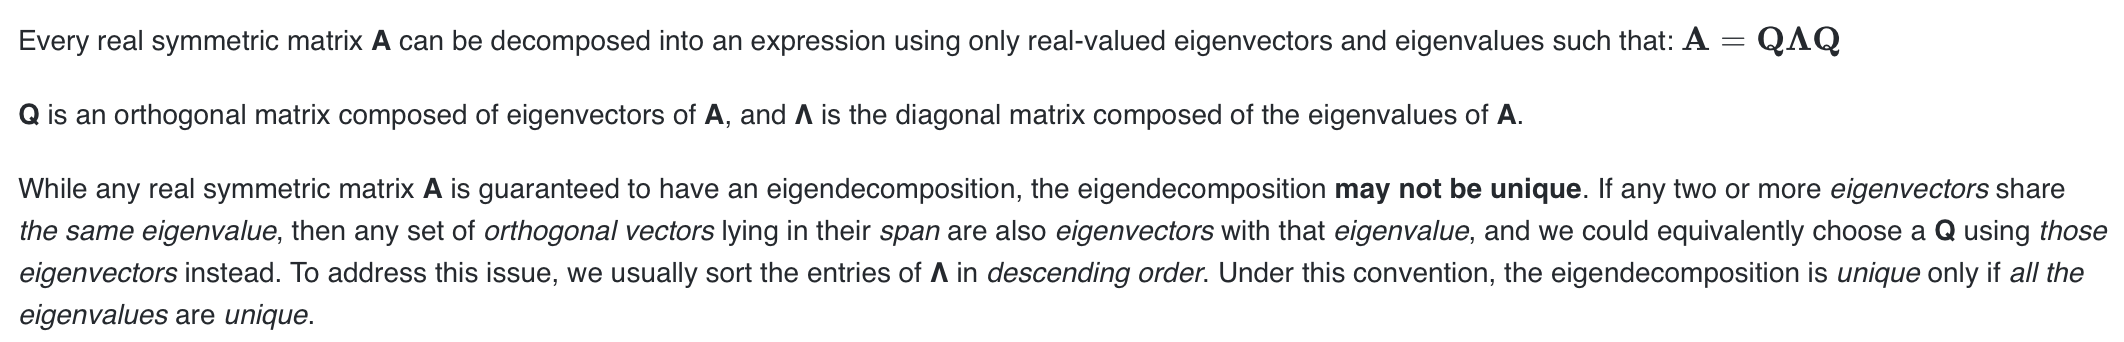 Every real symmetric matrix A can be decomposed into an expression using only real-valued eigenvectors and eigenvalues such that: A = QΛQ
Q is an orthogonal matrix composed of eigenvectors of A, and Λ is the diagonal matrix composed of the eigenvalues of A.
While any real symmetric matrix A is guaranteed to have an eigendecomposition, the eigendecomposition may not be unique. If any two or more eigenvectors share
the same eigenvalue, then any set of orthogonal vectors lying in their span are also eigenvectors with that eigenvalue, and we could equivalently choose a Q using those
eigenvectors instead. To address this issue, we usually sort the entries of Λ in descending order. Under this convention, the eigendecomposition is unique only if all the
eigenvalues are unique.